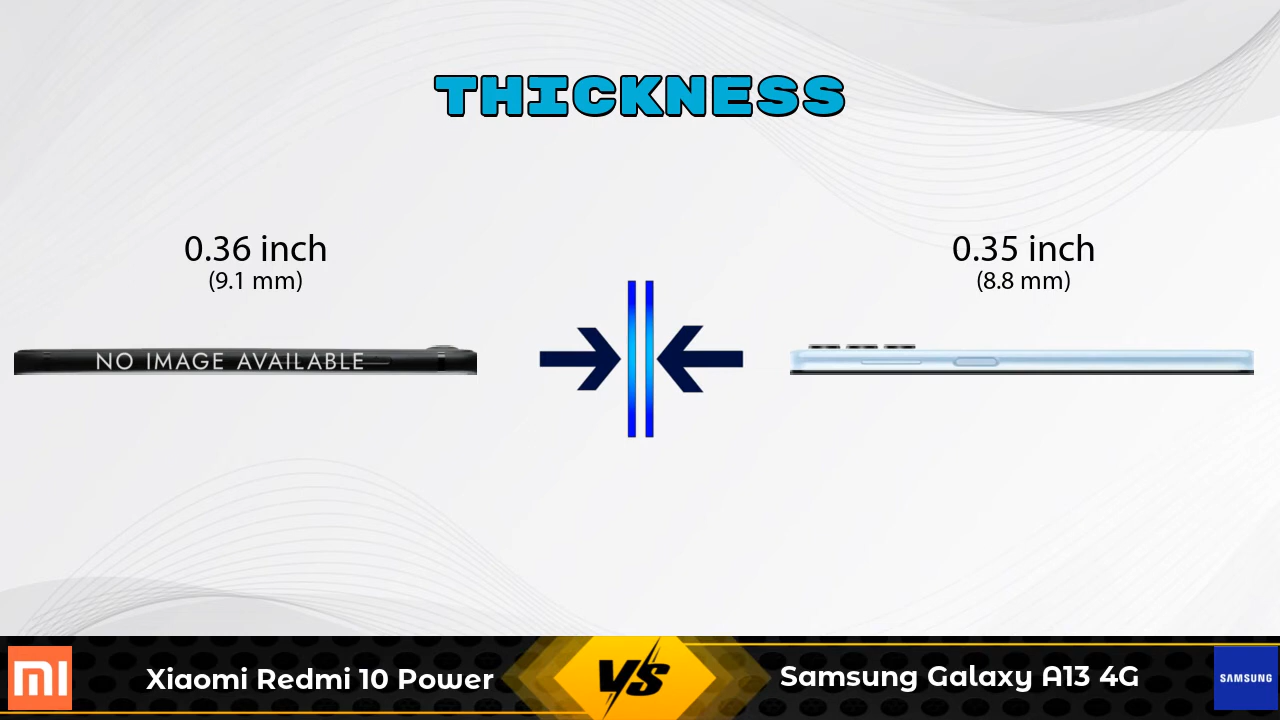 THICKNESS
0.36 inch
(9.1 mm)
0.35 inch
(8.8 mm)
NO IMAGE AVAILABLE
MI
Xiaomi Redmi 10 Power
VS
Samsung Galaxy A13 4G
SAMSUNG